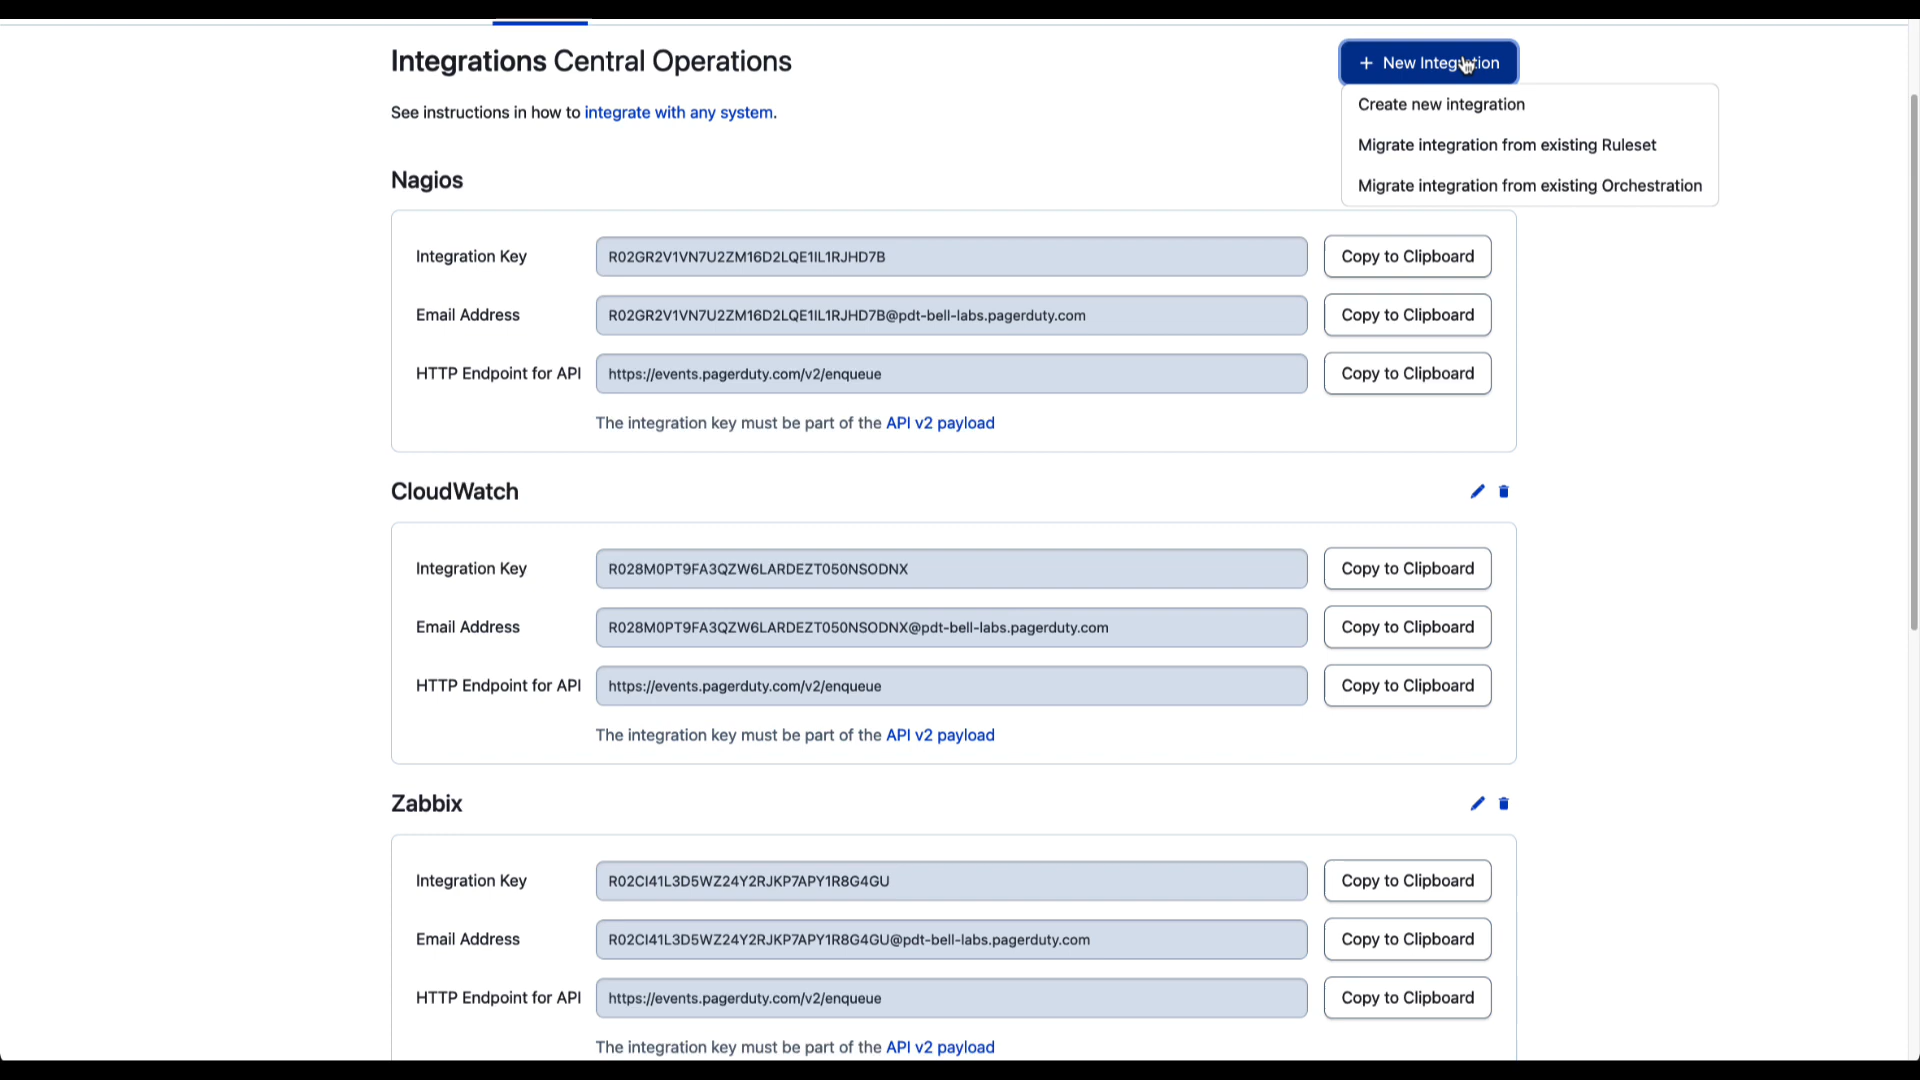 Integrations Central Operations
+ New Integration
Create new integration
Migrate integration from existing Ruleset
Migrate integration from existing Orchestration
See instructions in how to integrate with any system.
Nagios
Integration Key R02GR2V1VN7U2ZM16D2LQE1IL1RJHD7B Copy to Clipboard
Email Address R02GR2V1VN7U2ZM16D2LQE1IL1RJHD7B@pdt-bell-labs.pagerduty.com Copy to Clipboard
HTTP Endpoint for API https://events.pagerduty.com/v2/enqueue Copy to Clipboard
The integration key must be part of the API v2 payload
CloudWatch
Integration Key R028M0PT9FA3QZW6LARDEZT050NSODNX Copy to Clipboard
Email Address R028M0PT9FA3QZW6LARDEZT050NSODNX@pdt-bell-labs.pagerduty.com Copy to Clipboard
HTTP Endpoint for API https://events.pagerduty.com/v2/enqueue Copy to Clipboard
The integration key must be part of the API v2 payload
Zabbix
Integration Key R02CI41L3D5WZ24Y2RJKP7APY1R8G4GU Copy to Clipboard
Email Address R02CI41L3D5WZ24Y2RJKP7APY1R8G4GU@pdt-bell-labs.pagerduty.com Copy to Clipboard
HTTP Endpoint for API https://events.pagerduty.com/v2/enqueue Copy to Clipboard
The integration key must be part of the API v2 payload